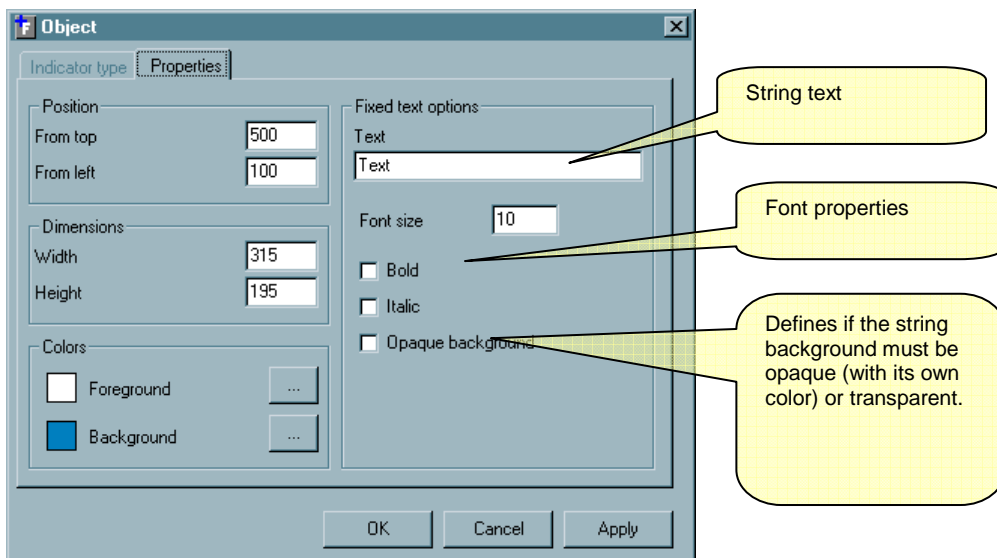 Object
Indicator type Properties
Position
From top 500
From left 100
Dimensions
Width 315
Height 195
Colors
Foreground ...
Background ...
Fixed text options
Text
Text
Font size 10
Bold
Italic
Opaque background
OK Cancel Apply
String text
Font properties
Defines if the string
background must be
opaque (with its own
color) or transparent.